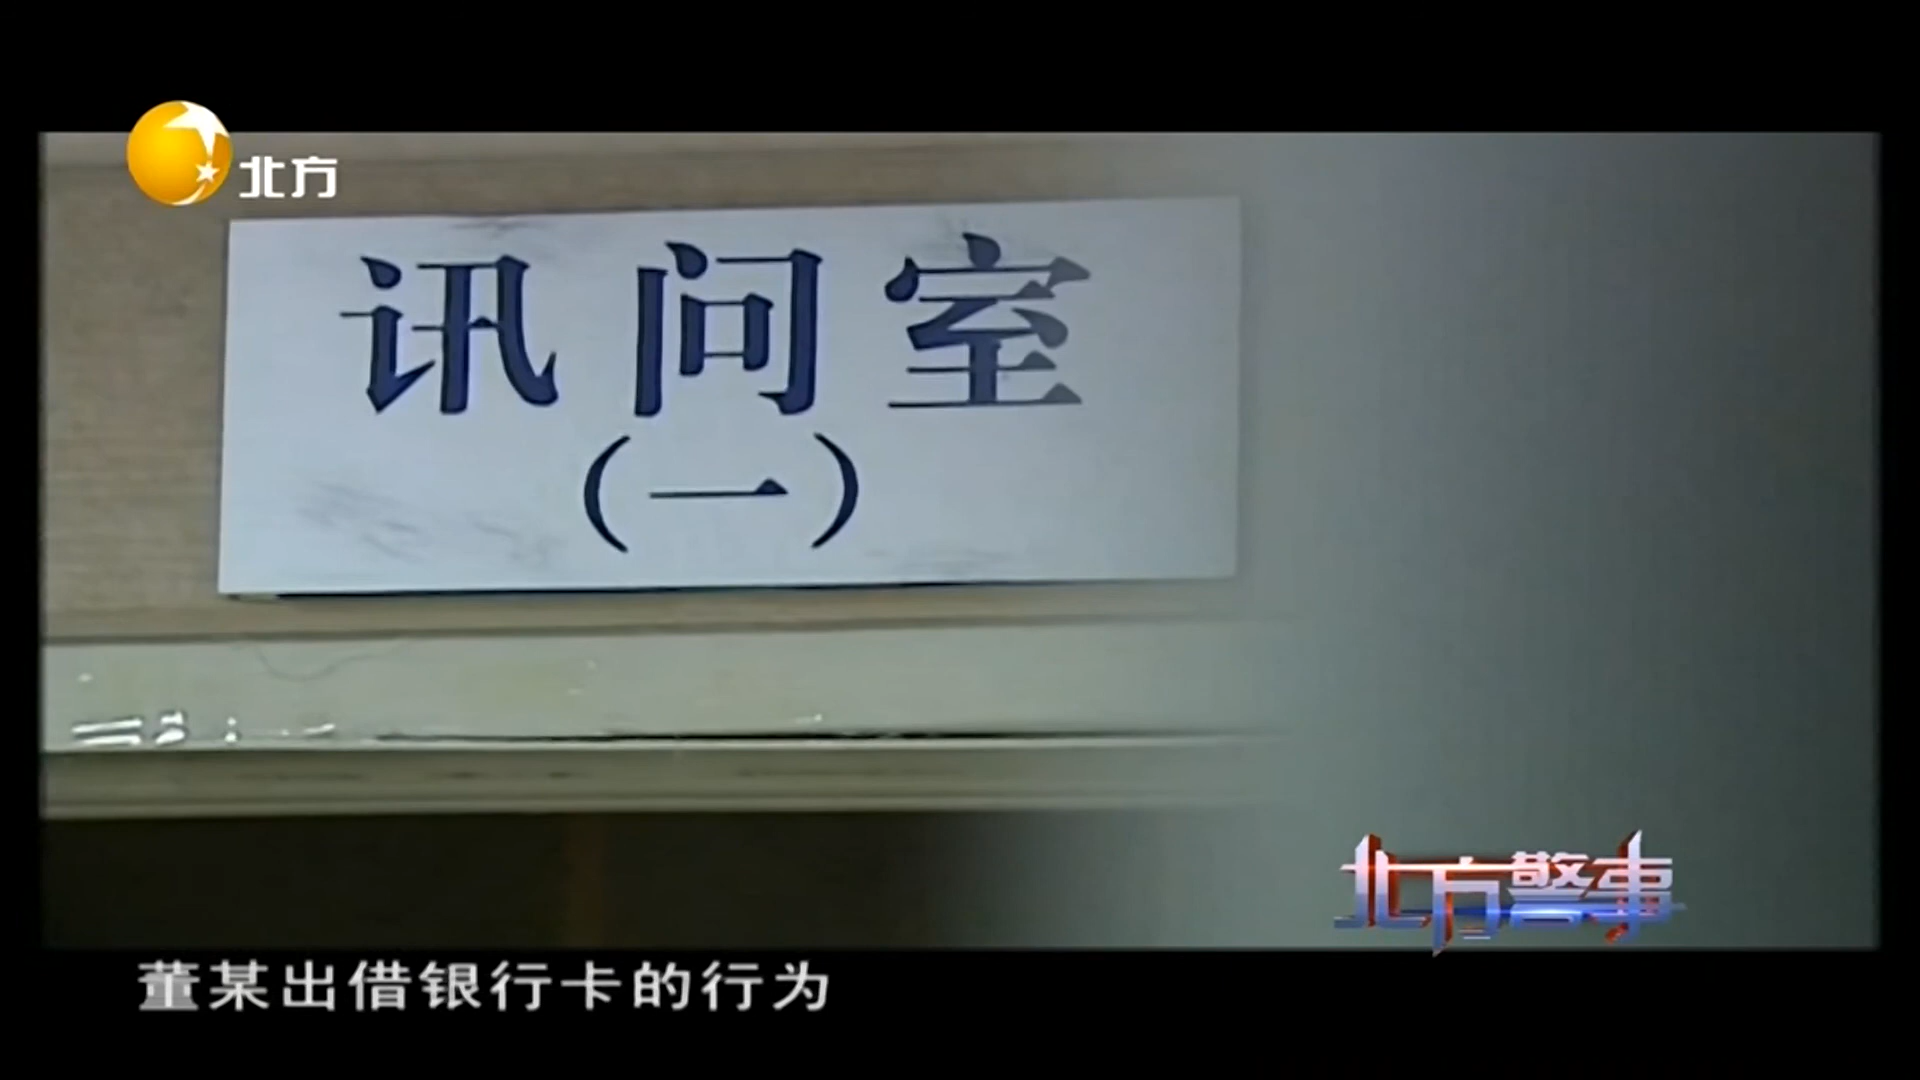 北方
讯问室
（一）
北方警事
董某出借银行卡的行为